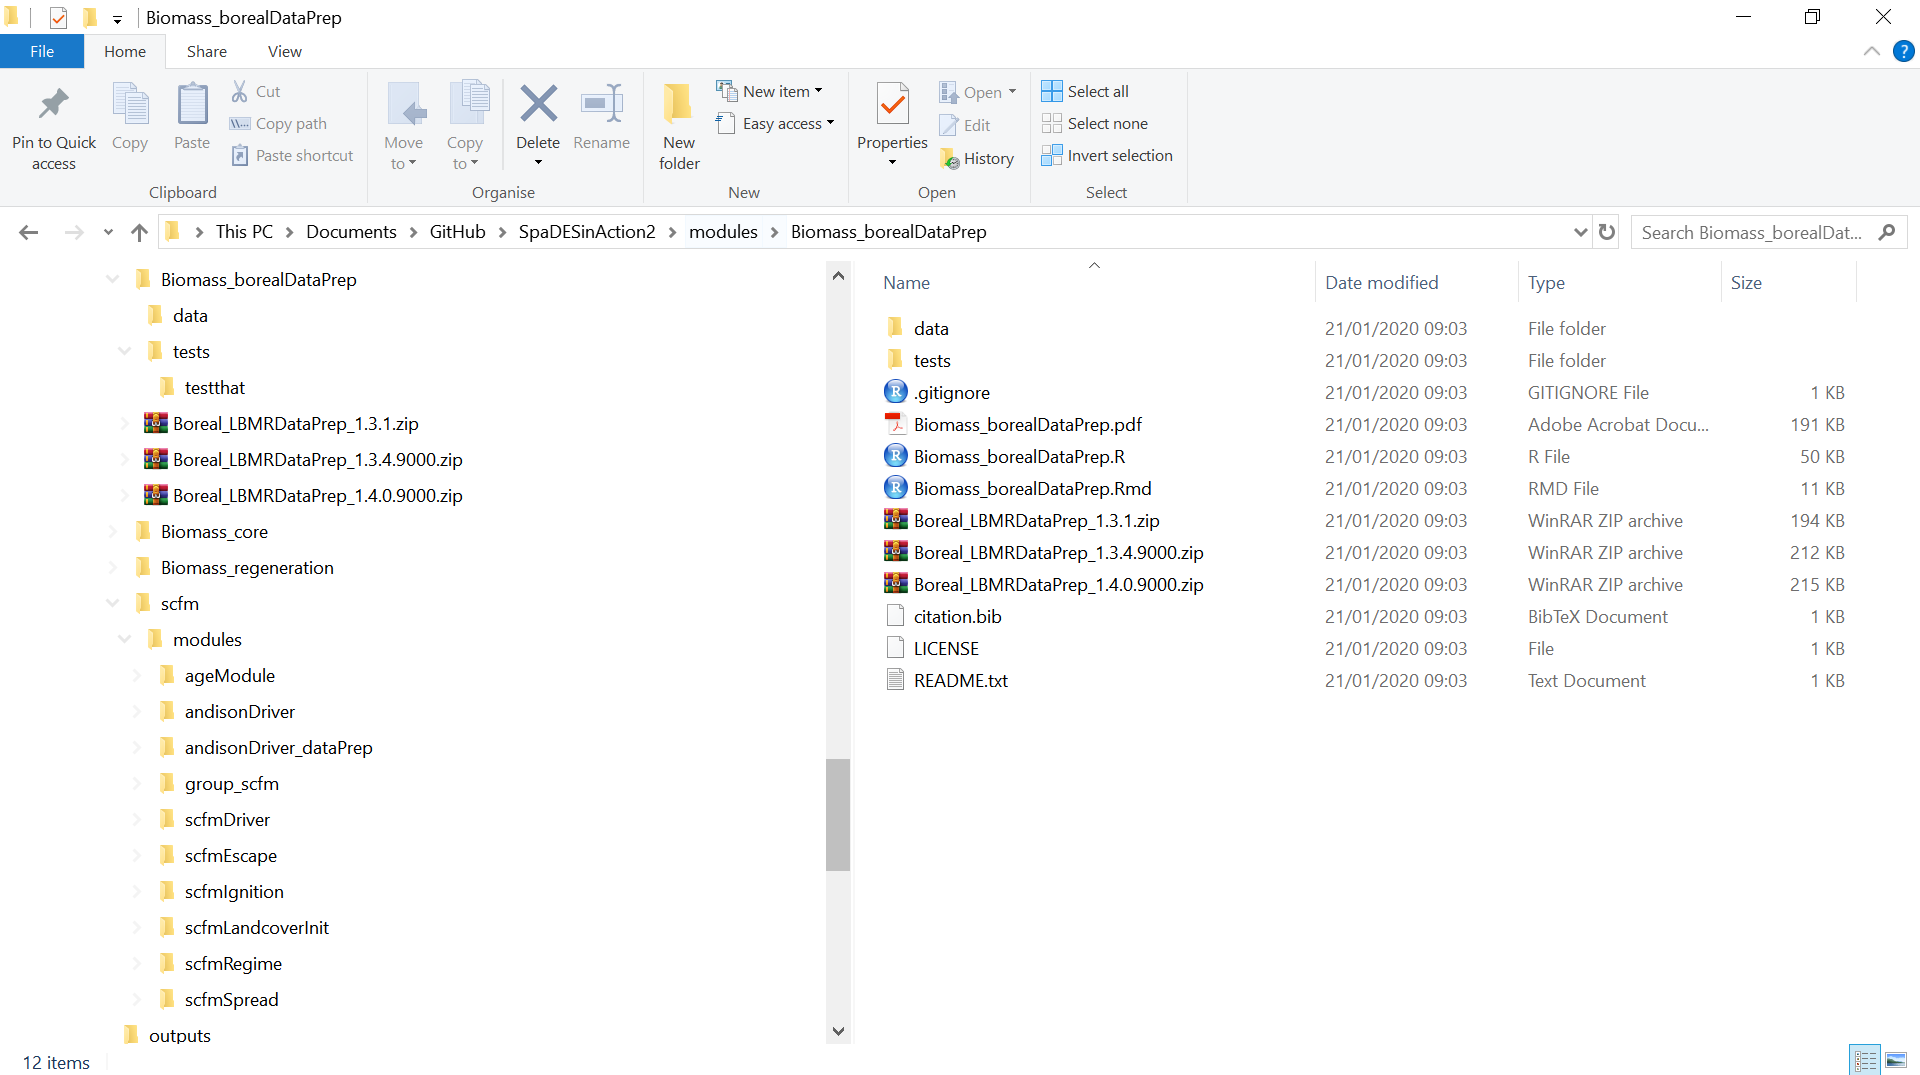 Biomass_borealDataPrep
File Home Share View
Pin to Quick access
Copy
Paste
Cut
Copy path
Paste shortcut
Clipboard
Move to
Copy to
Delete
Rename
Organise
New folder
New item
Easy access
New
Properties
Open
Edit
History
Open
Select all
Select none
Invert selection
Select
This PC > Documents > GitHub > SpaDESinAction2 > modules > Biomass_borealDataPrep
Search Biomass_borealDat...
Biomass_borealDataPrep
data
tests
testthat
Boreal_LBMRDataPrep_1.3.1.zip
Boreal_LBMRDataPrep_1.3.4.9000.zip
Boreal_LBMRDataPrep_1.4.0.9000.zip
Biomass_core
Biomass_regeneration
scfm
modules
ageModule
andisonDriver
andisonDriver_dataPrep
group_scfm
scfmDriver
scfmEscape
scfmIgnition
scfmLandcoverInit
scfmRegime
scfmSpread
outputs
Name Date modified Type Size
data 21/01/2020 09:03 File folder
tests 21/01/2020 09:03 File folder
.gitignore 21/01/2020 09:03 GITIGNORE File 1 KB
Biomass_borealDataPrep.pdf 21/01/2020 09:03 Adobe Acrobat Docu... 191 KB
Biomass_borealDataPrep.R 21/01/2020 09:03 R File 50 KB
Biomass_borealDataPrep.Rmd 21/01/2020 09:03 RMD File 11 KB
Boreal_LBMRDataPrep_1.3.1.zip 21/01/2020 09:03 WinRAR ZIP archive 194 KB
Boreal_LBMRDataPrep_1.3.4.9000.zip 21/01/2020 09:03 WinRAR ZIP archive 212 KB
Boreal_LBMRDataPrep_1.4.0.9000.zip 21/01/2020 09:03 WinRAR ZIP archive 215 KB
citation.bib 21/01/2020 09:03 BibTeX Document 1 KB
LICENSE 21/01/2020 09:03 File 1 KB
README.txt 21/01/2020 09:03 Text Document 1 KB
12 items